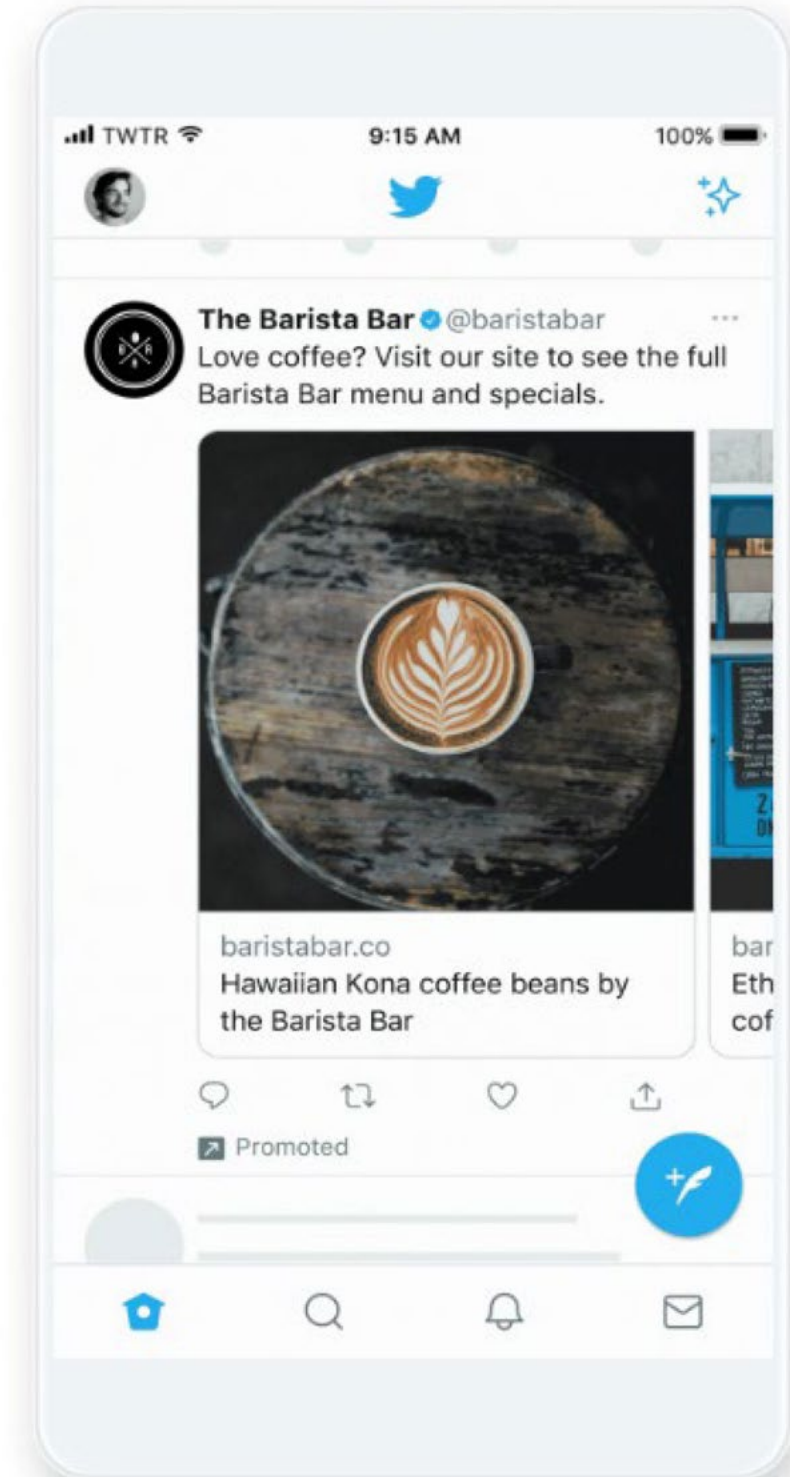 TWTR
9:15 AM
100%
The Barista Bar @baristabar
Love coffee? Visit our site to see the full
Barista Bar menu and specials.
baristabar.co
Hawaiian Kona coffee beans by
the Barista Bar
bar
Eth
cof
Promoted